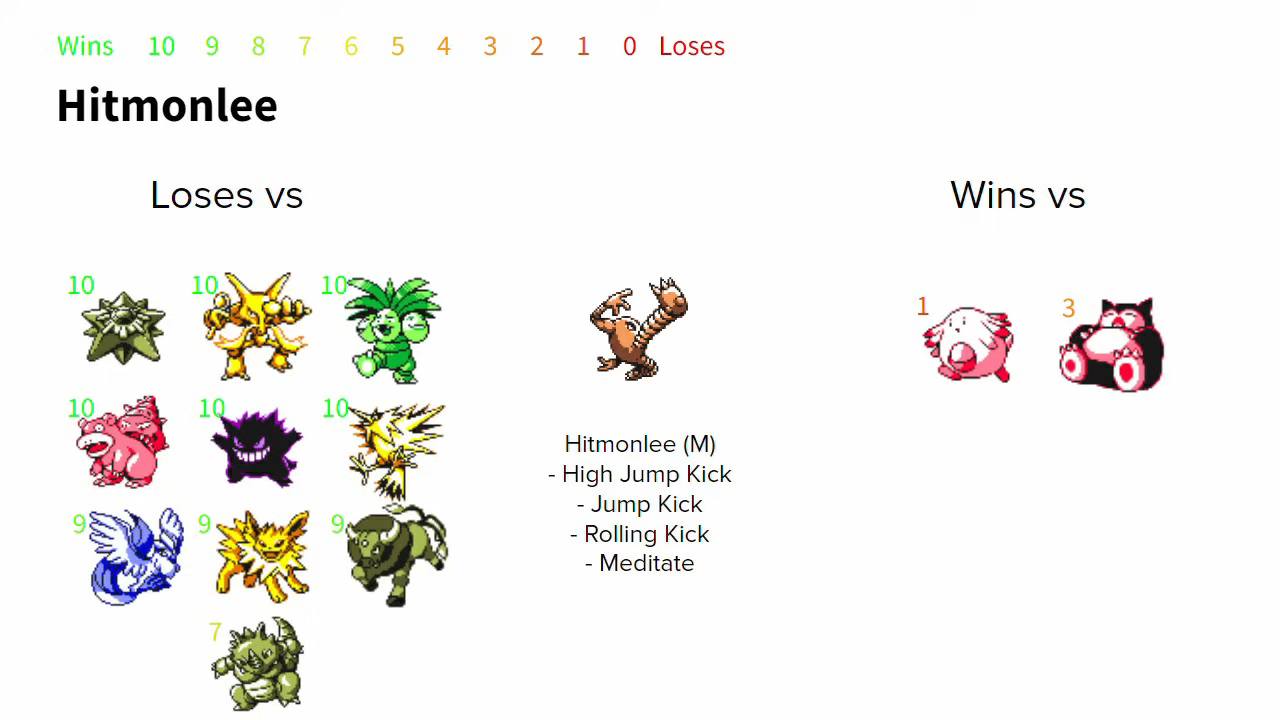 Wins 10 9 8 7 6 5 4 3 2 1 0 Loses
Hitmonlee
Loses vs
Wins vs
10 10 10
1 3
10 10 10
9 9 9
7
Hitmonlee (M)
- High Jump Kick
- Jump Kick
- Rolling Kick
- Meditate